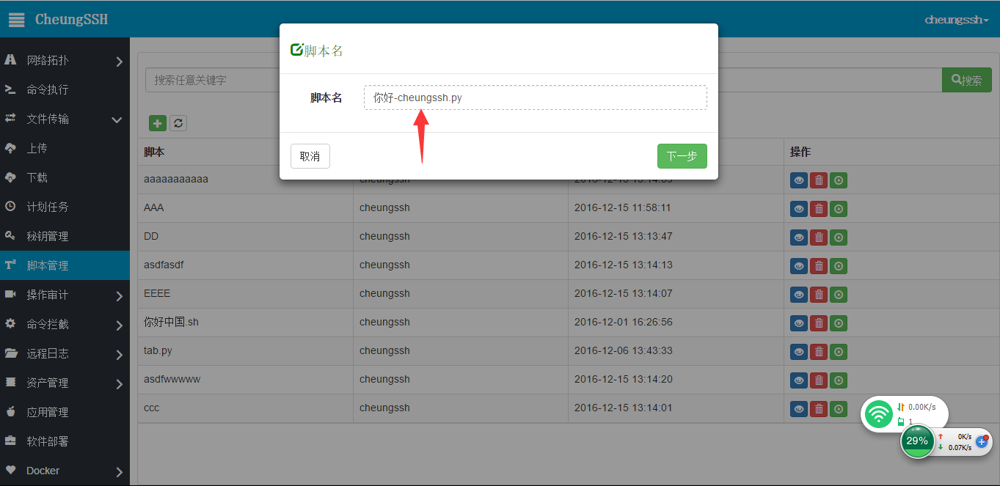 CheungSSH
cheungssh
网络拓扑
命令执行
文件传输
上传
下载
计划任务
秘钥管理
脚本管理
操作审计
命令拦截
远程日志
资产管理
应用管理
软件部署
Docker
脚本名
脚本名 你好-cheungssh.py
取消 下一步
搜索任意关键字 搜索
脚本 操作
aaaaaaaaaaa cheungssh
AAA cheungssh 2016-12-15 11:58:11
DD cheungssh 2016-12-15 13:13:47
asdfasdf cheungssh 2016-12-15 13:14:13
EEEE cheungssh 2016-12-15 13:14:07
你好中国.sh cheungssh 2016-12-01 16:26:56
tab.py cheungssh 2016-12-06 13:43:33
asdfwwwww cheungssh 2016-12-15 13:14:20
ccc cheungssh 2016-12-15 13:14:01
0.00K/s
1
29% 0K/s
0.07K/s